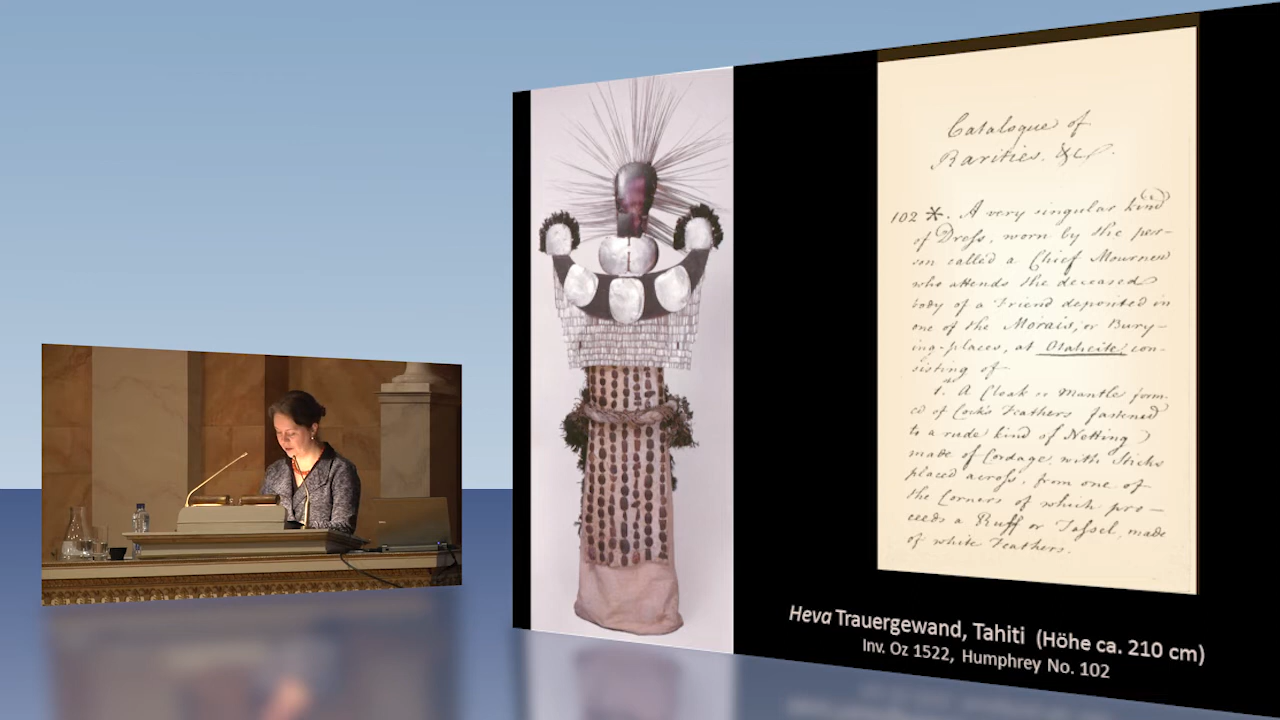 Catalogue of
Rarities. &c.
102 *. A very singular kind
of Dress, worn by the per-
son called a Chief Mourner
who attends the deceased
body of a Friend deposited in
one of the Morais, or Bury-
ing-places, at Otaheite, con-
sisting of
1. A Cloak or Mantle form-
ed of Cock's Feathers fastened
to a rude kind of Netting
made of Cordage, with Sticks
placed across, from one of
the Corners of which pro-
ceeds a Ruff or Tassel, made
of white Feathers.
Heva Trauergewand, Tahiti (Höhe ca. 210 cm)
Inv. Oz 1522, Humphrey No. 102